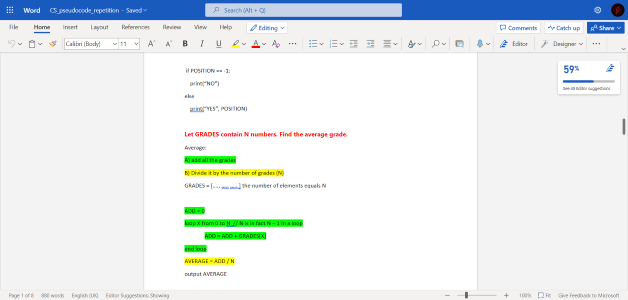 Word CS_pseudocode_repetition - Saved
Search (Alt + Q)
File Home Insert Layout References Review View Help Editing Comments Catch up Share
Calibri (Body) 11 A A B I U A Editor Designer
if POSITION == -1:
print("NO")
else
print("YES", POSITION)
Let GRADES contain N numbers. Find the average grade.
Average:
A) add all the grades
B) Divide it by the number of grades (N)
GRADES = [ ] the number of elements equals N
ADD = 0
loop X from 0 to N // N is in fact N – 1 in a loop
ADD = ADD + GRADES[X]
end loop
AVERAGE = ADD / N
output AVERAGE
59%
See all Editor suggestions
Page 1 of 8 880 words English (UK) Editor Suggestions: Showing 100% Fit Give Feedback to Microsoft